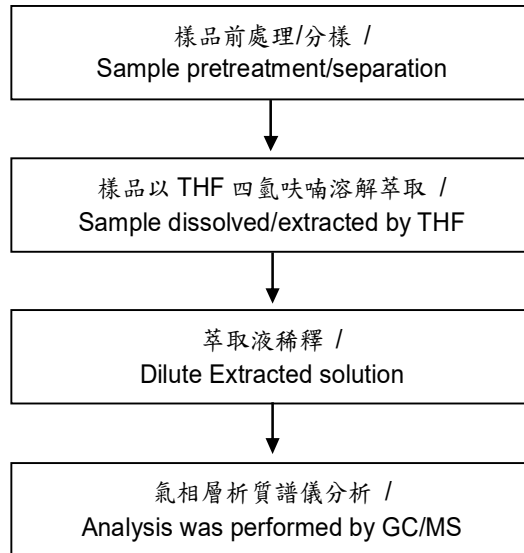 樣品前處理/分樣 /
Sample pretreatment/separation
樣品以 THF 四氫呋喃溶解萃取 /
Sample dissolved/extracted by THF
萃取液稀釋 /
Dilute Extracted solution
氣相層析質譜儀分析 /
Analysis was performed by GC/MS